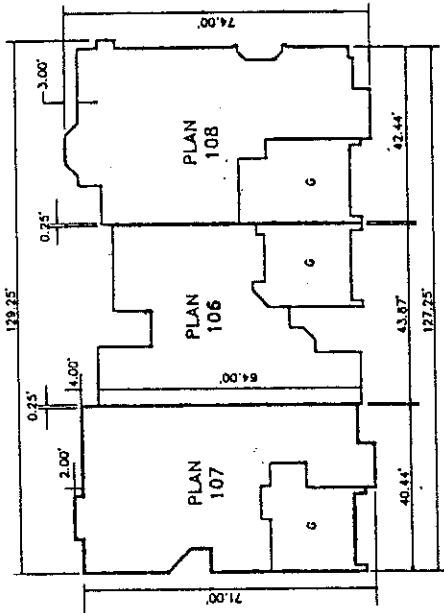 129.25'
0.25'
0.25'
74.00'
3.00'
4.00'
2.00'
71.00'
64.00'
PLAN
107
PLAN
106
PLAN
108
G
G
G
40.44'
43.87'
42.44'
127.25'